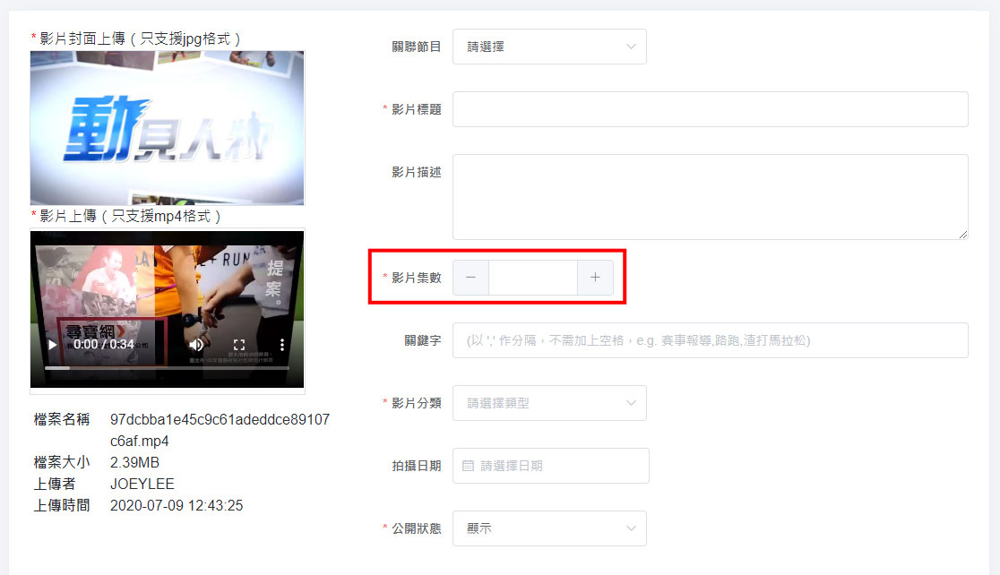 * 影片封面上傳 ( 只支援jpg格式 )
動見人物
* 影片上傳 ( 只支援mp4格式 )
E + RUN
提案。
尋寶網
公司
0:00 / 0:34
檔案名稱 97dcbba1e45c9c61adeddce89107
c6af.mp4
檔案大小 2.39MB
上傳者 JOEYLEE
上傳時間 2020-07-09 12:43:25
關聯節目 請選擇
* 影片標題
影片描述
* 影片集數 − +
關鍵字 (以 ',' 作分隔，不需加上空格，e.g. 賽事報導,路跑,渣打馬拉松)
* 影片分類 請選擇類型
拍攝日期 請選擇日期
* 公開狀態 顯示